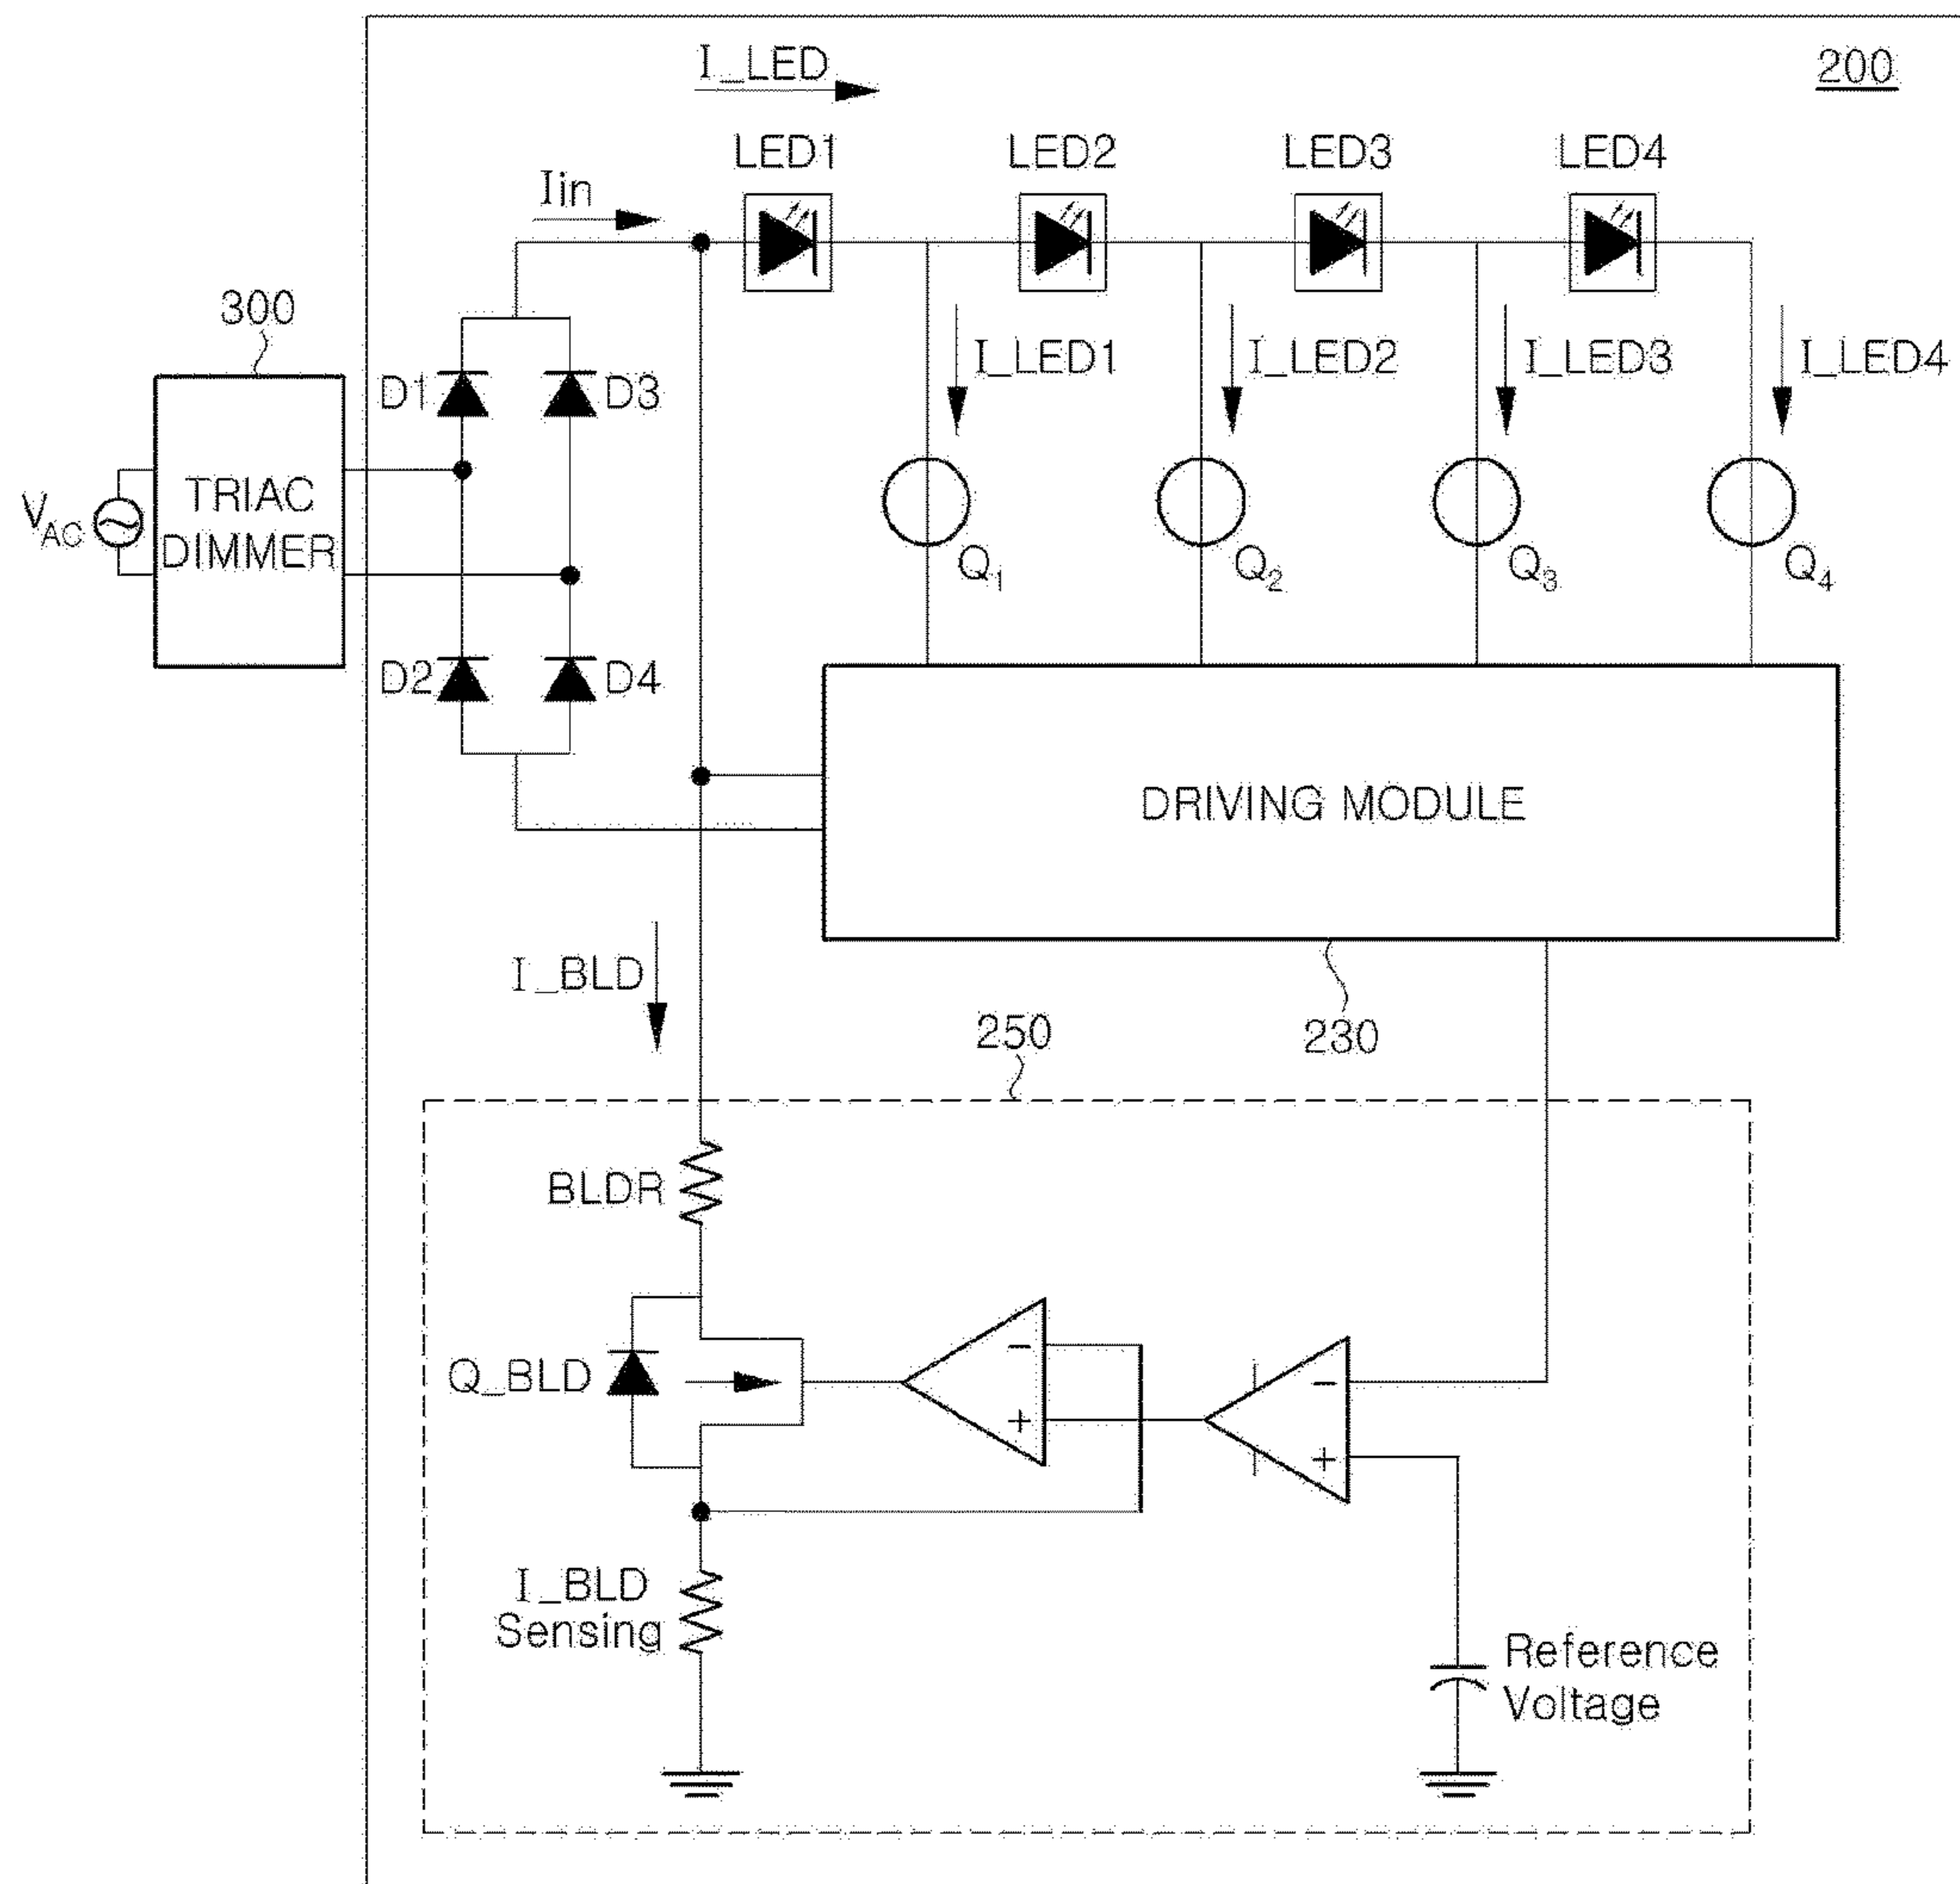 200
I_LED
LED1
LED2
LED3
LED4
Iin
300
I_LED1
I_LED2
I_LED3
I_LED4
D1
D3
TRIAC
DIMMER
V_AC
Q1
Q2
Q3
Q4
D2
D4
DRIVING MODULE
I_BLD
250
230
BLDR
−
+
−
+
Q_BLD
I_BLD
Sensing
Reference
Voltage